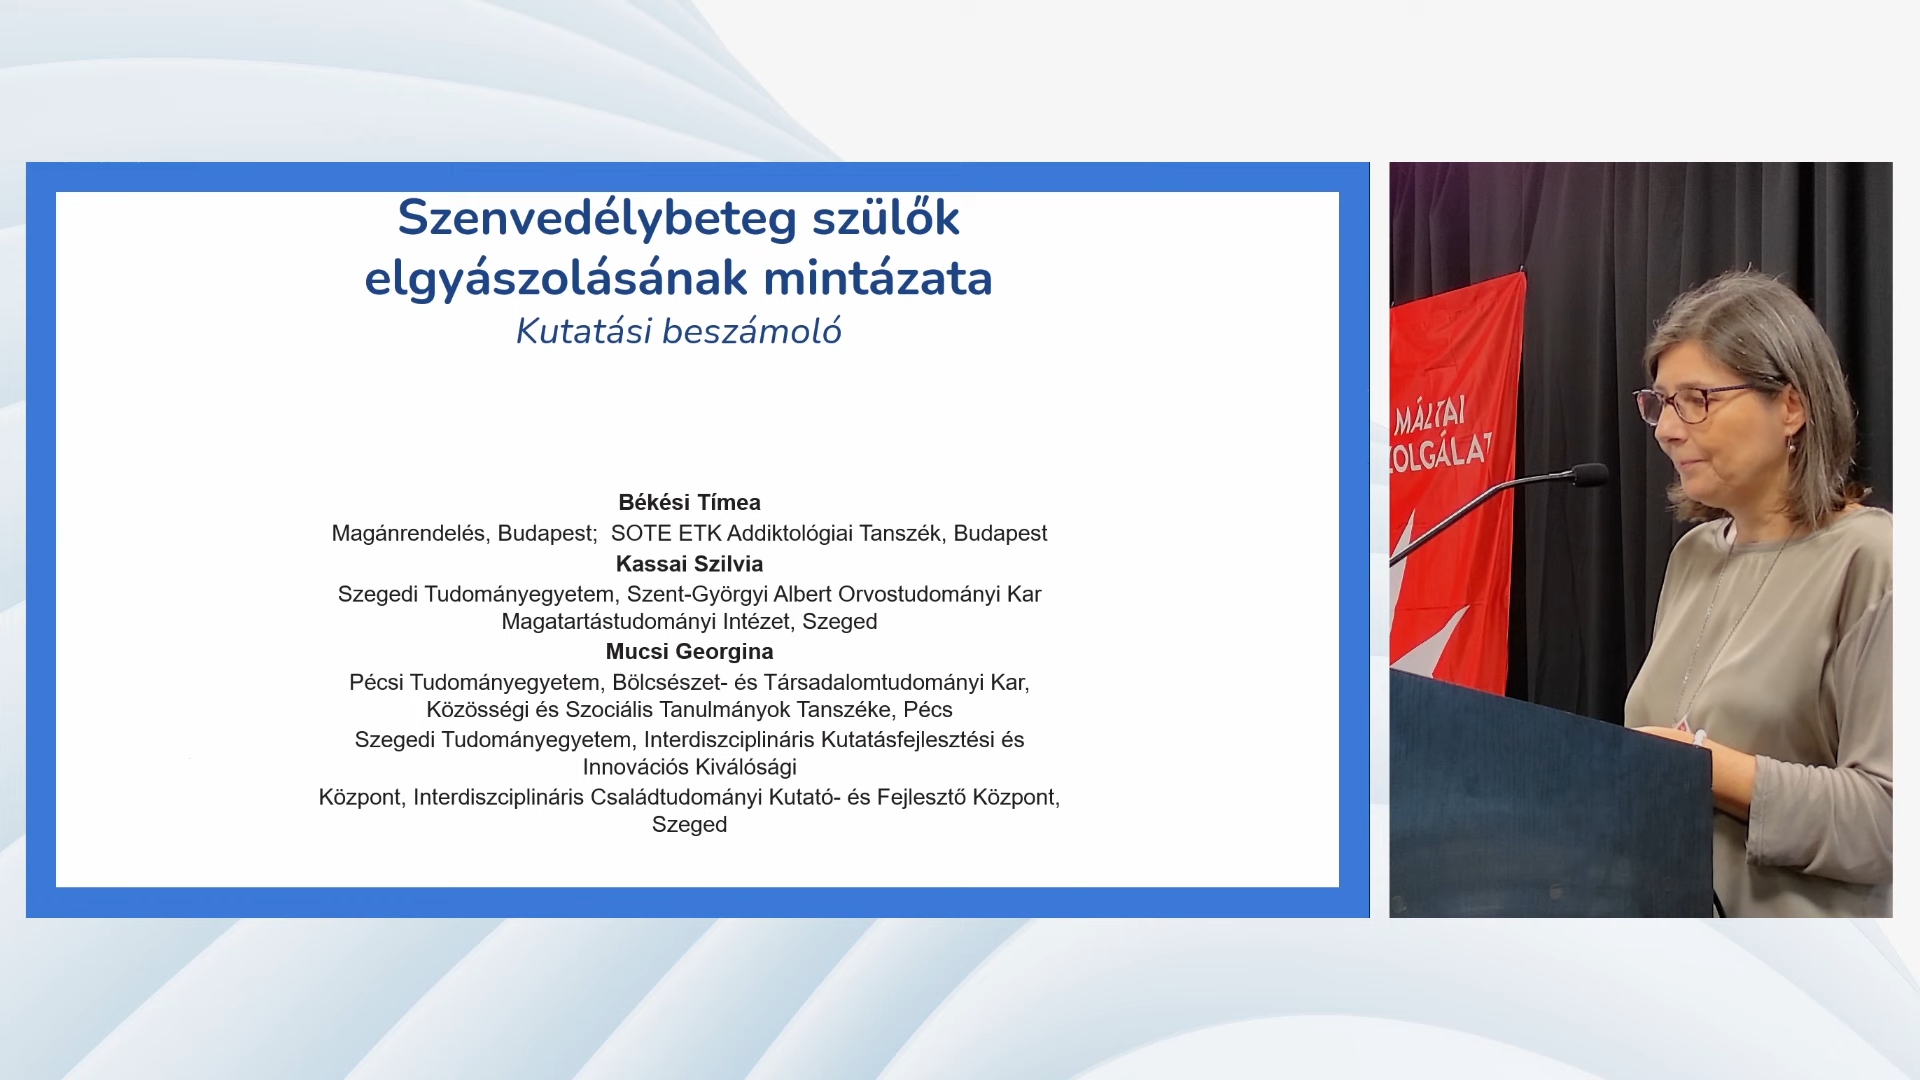 Szenvedélybeteg szülők
elgyászolásának mintázata
Kutatási beszámoló
Békési Tímea
Magánrendelés, Budapest; SOTE ETK Addiktológiai Tanszék, Budapest
Kassai Szilvia
Szegedi Tudományegyetem, Szent-Györgyi Albert Orvostudományi Kar
Magatartástudományi Intézet, Szeged
Mucsi Georgina
Pécsi Tudományegyetem, Bölcsészet- és Társadalomtudományi Kar,
Közösségi és Szociális Tanulmányok Tanszéke, Pécs
Szegedi Tudományegyetem, Interdiszciplináris Kutatásfejlesztési és
Innovációs Kiválósági
Központ, Interdiszciplináris Családtudományi Kutató- és Fejlesztő Központ,
Szeged
MÁLTAI
ZOLGÁLAT